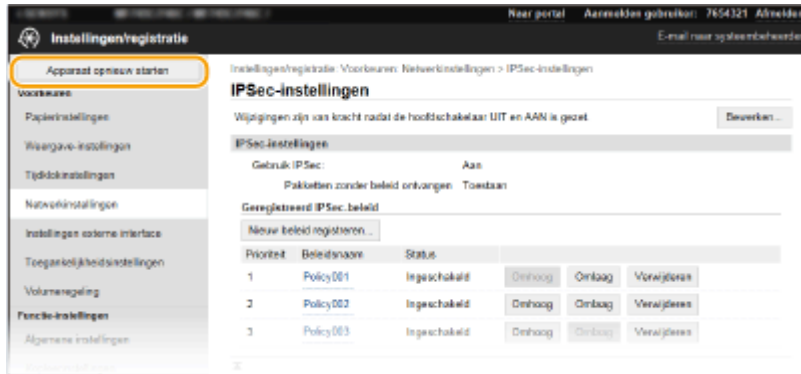 Naar portal Aanmelden gebruiker: 7654321 Afmelden
Instellingen/registratie
E-mail naar systeembeheerde
Apparaat opnieuw starten
Instellingen/registratie: Voorkeuren: Netwerkinstellingen > IPSec-instellingen
Voorkeuren
IPSec-instellingen
Papierinstellingen
Wijzigingen zijn van kracht nadat de hoofdschakelaar UIT en AAN is gezet.
Bewerken...
Weergave-instellingen
IPSec-instellingen
Gebruik IPSec: Aan
Tijdklokinstellingen
Pakketten zonder beleid ontvangen Toestaan
Netwerkinstellingen
Geregistreerd IPSec-beleid
Instellingen externe interface
Nieuw beleid registreren...
Toegankelijkheidsinstellingen
Prioriteit Beleidsnaam Status
Volumeregeling
1 Policy001 Ingeschakeld Omhoog Omlaag Verwijderen
Functie-instellingen
2 Policy002 Ingeschakeld Omhoog Omlaag Verwijderen
Algemene instellingen
3 Policy003 Ingeschakeld Omhoog Omlaag Verwijderen